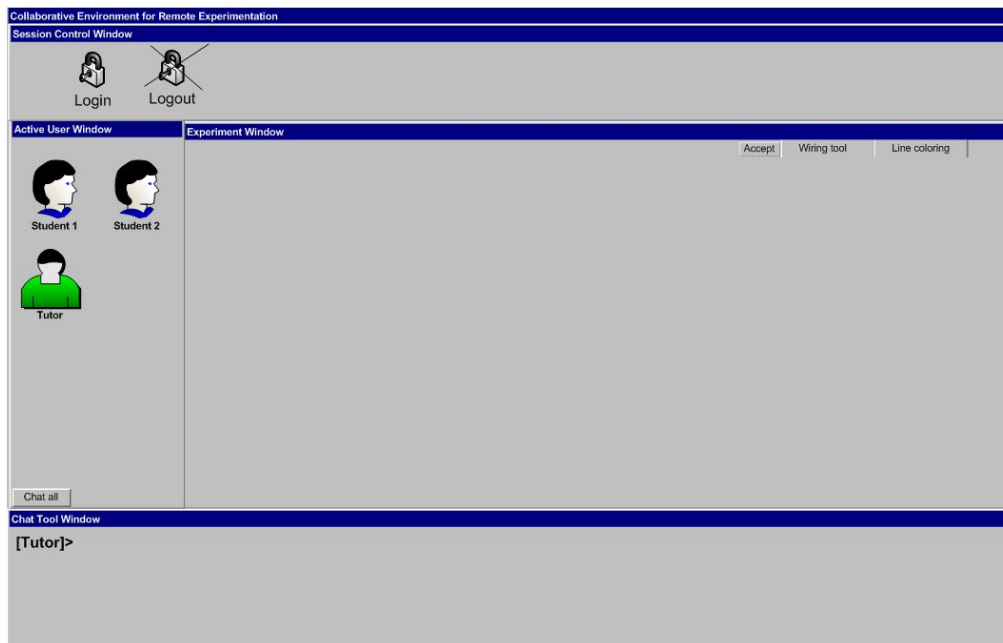 Collaborative Environment for Remote Experimentation
Session Control Window
Login Logout
Active User Window
Experiment Window
Accept Wiring tool Line coloring
Student 1 Student 2
Tutor
Chat all
Chat Tool Window
[Tutor]>